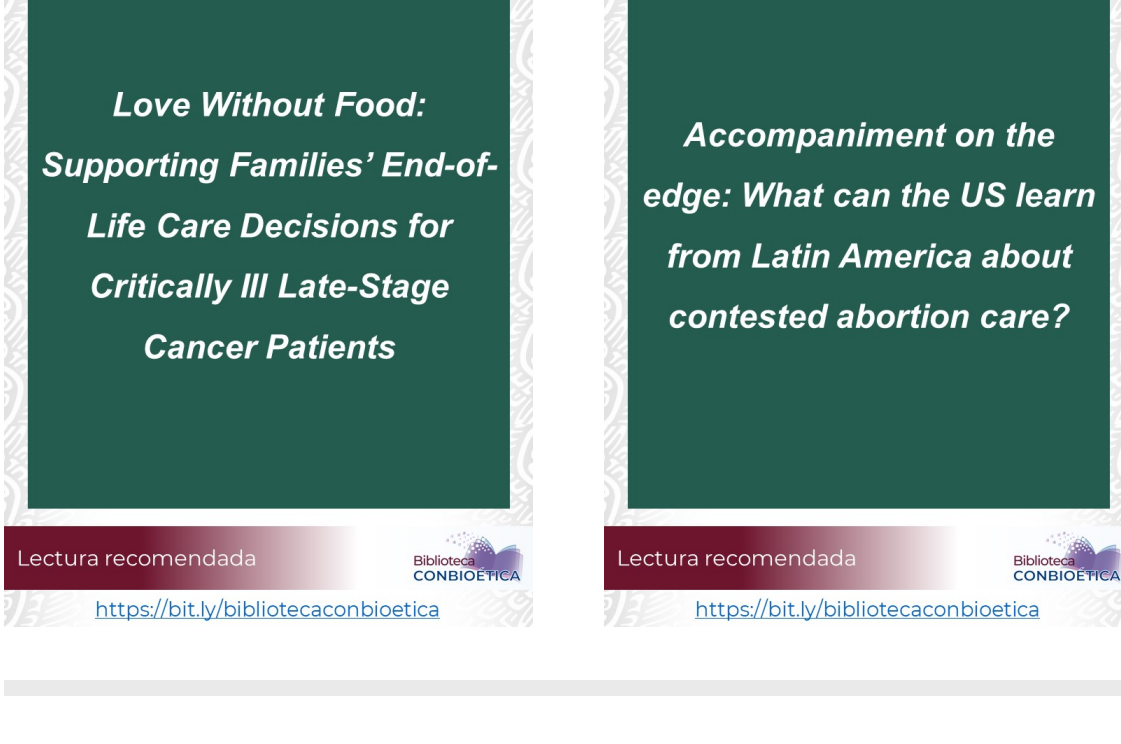 Love Without Food:
Supporting Families’ End-of-
Life Care Decisions for
Critically Ill Late-Stage
Cancer Patients
Lectura recomendada
Biblioteca
CONBIOÉTICA
https://bit.ly/bibliotecaconbioetica
Accompaniment on the
edge: What can the US learn
from Latin America about
contested abortion care?
Lectura recomendada
Biblioteca
CONBIOÉTICA
https://bit.ly/bibliotecaconbioetica